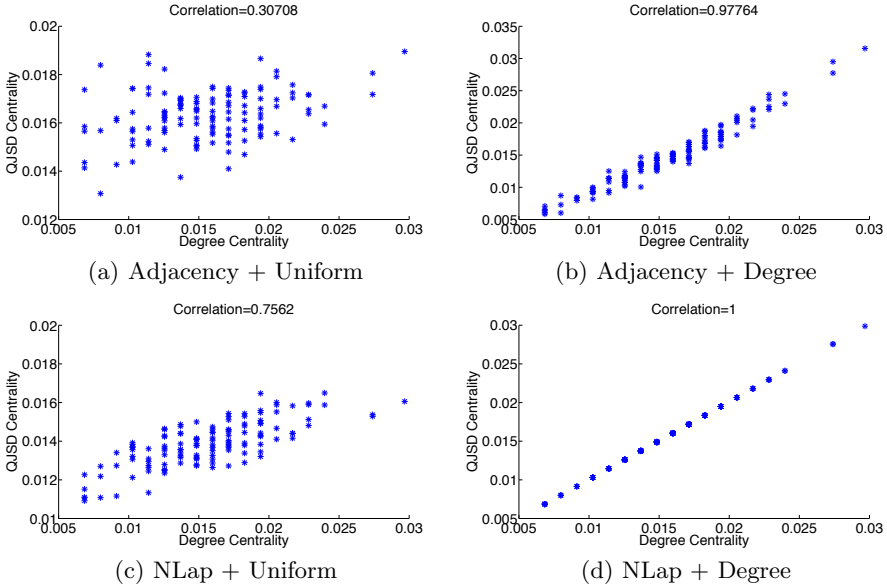 Correlation=0.30708
0.02
0.018
0.016
0.014
0.012
QJSD Centrality
0.005 0.01 0.015 0.02 0.025 0.03
Degree Centrality
(a) Adjacency + Uniform
Correlation=0.97764
0.035
0.03
0.025
0.02
0.015
0.01
0.005
QJSD Centrality
0.005 0.01 0.015 0.02 0.025 0.03
Degree Centrality
(b) Adjacency + Degree
Correlation=0.7562
0.02
0.018
0.016
0.014
0.012
0.01
QJSD Centrality
0.005 0.01 0.015 0.02 0.025 0.03
Degree Centrality
(c) NLap + Uniform
Correlation=1
0.03
0.025
0.02
0.015
0.01
0.005
QJSD Centrality
0.005 0.01 0.015 0.02 0.025 0.03
Degree Centrality
(d) NLap + Degree